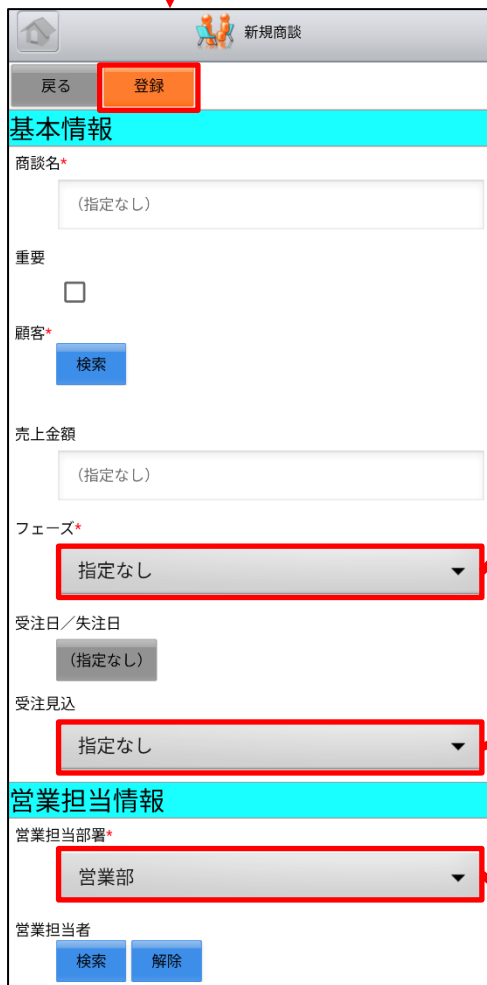 新規商談
戻る 登録
基本情報
商談名*
(指定なし)
重要
顧客*
検索
売上金額
(指定なし)
フェーズ*
指定なし
受注日／失注日
(指定なし)
受注見込
指定なし
営業担当情報
営業担当部署*
営業部
営業担当者
検索 解除